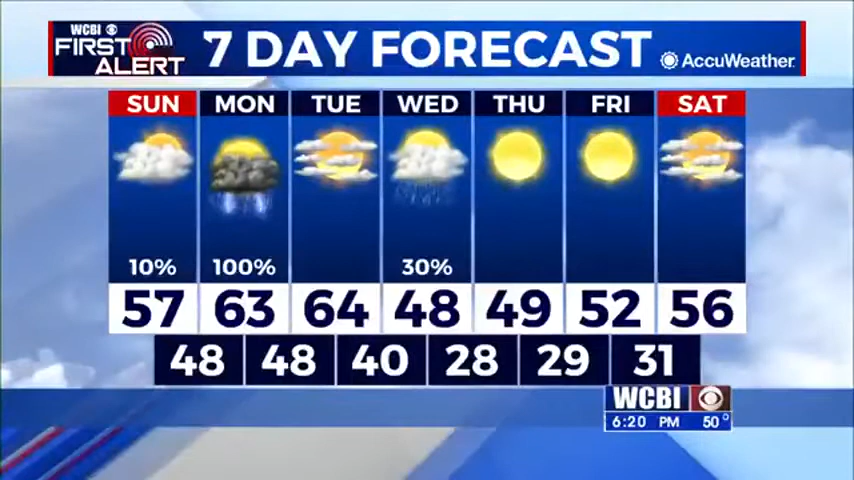 WCBI
FIRST
ALERT
7 DAY FORECAST
AccuWeather
SUN MON TUE WED THU FRI SAT
10% 100% 30%
57 63 64 48 49 52 56
48 48 40 28 29 31
WCBI
6:20 PM 50°